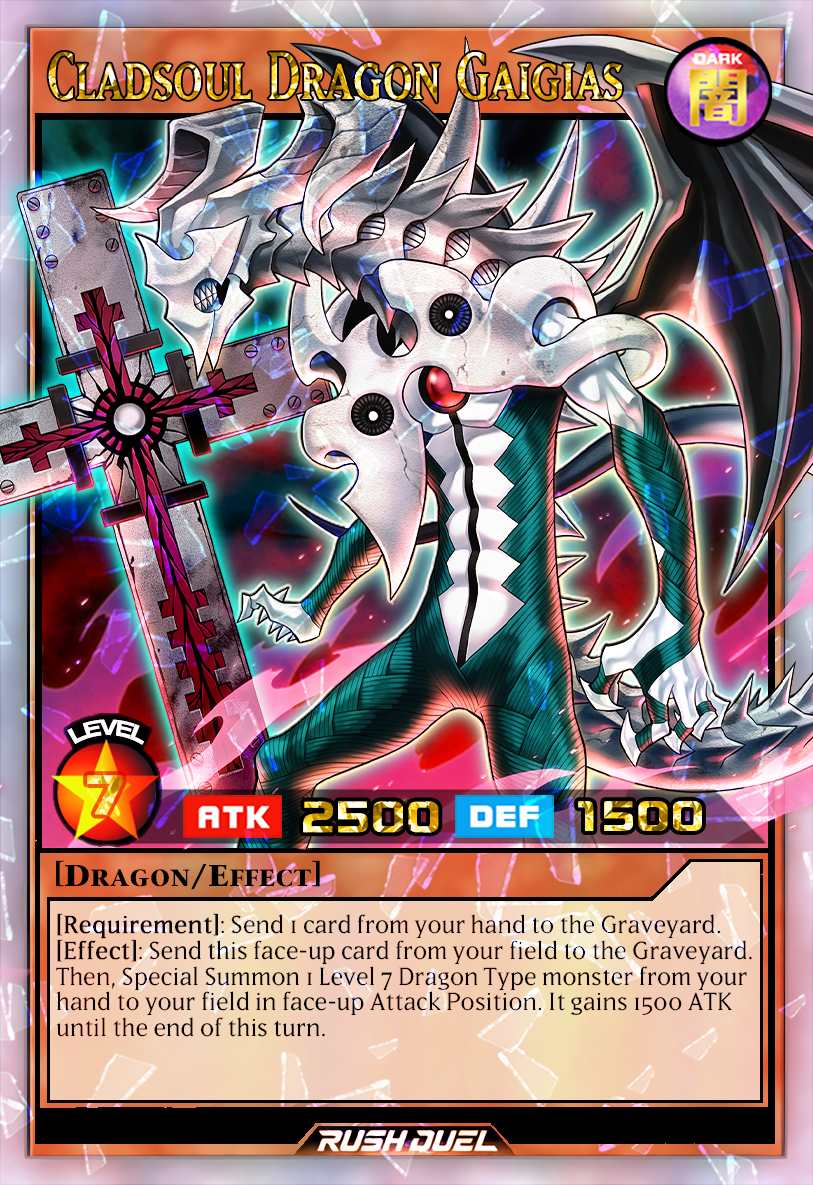 Cladsoul Dragon Gaigias
DARK
闇
LEVEL
7
ATK 2500 DEF 1500
[Dragon/Effect]
[Requirement]: Send 1 card from your hand to the Graveyard.
[Effect]: Send this face-up card from your field to the Graveyard.
Then, Special Summon 1 Level 7 Dragon Type monster from your
hand to your field in face-up Attack Position. It gains 1500 ATK
until the end of this turn.
RUSH DUEL